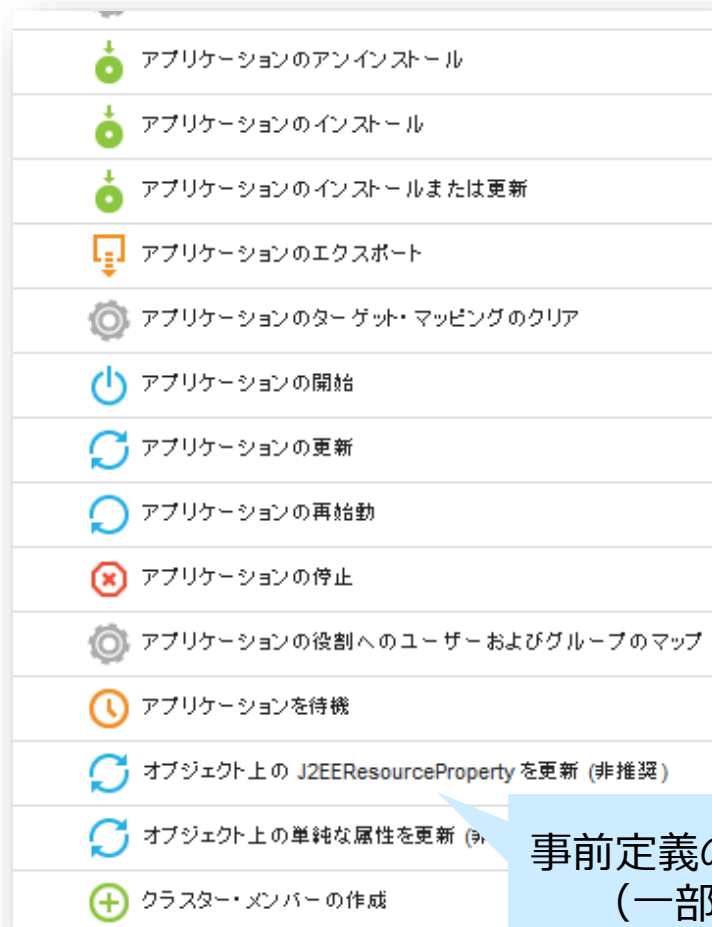 アプリケーションのアンインストール
アプリケーションのインストール
アプリケーションのインストールまたは更新
アプリケーションのエクスポート
アプリケーションのターゲット・マッピングのクリア
アプリケーションの開始
アプリケーションの更新
アプリケーションの再始動
アプリケーションの停止
アプリケーションの役割へのユーザーおよびグループのマップ
アプリケーションを待機
オブジェクト上の J2EEResourceProperty を更新 (非推奨)
オブジェクト上の単純な属性を更新 (
クラスター・メンバーの作成
事前定義の
(一部